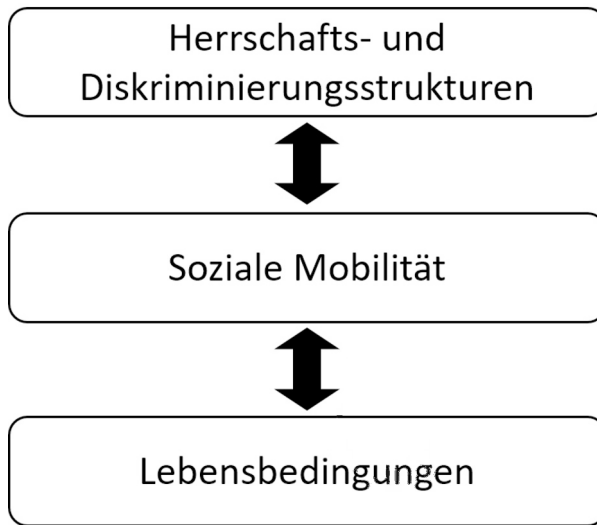 Herrschafts- und
Diskriminierungsstrukturen
Soziale Mobilität
Lebensbedingungen